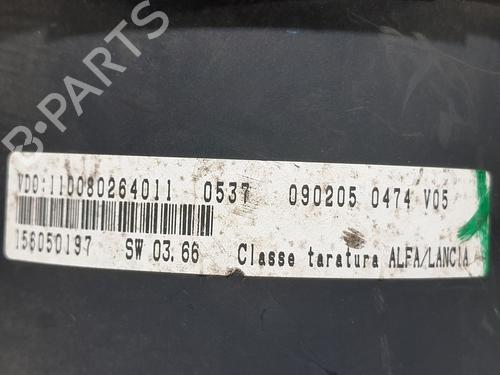 B-PARTS
VDO:110080264011 0537 090205 0474 V05
156050197 SW 03.66 Classe taratura ALFA/LANCIA